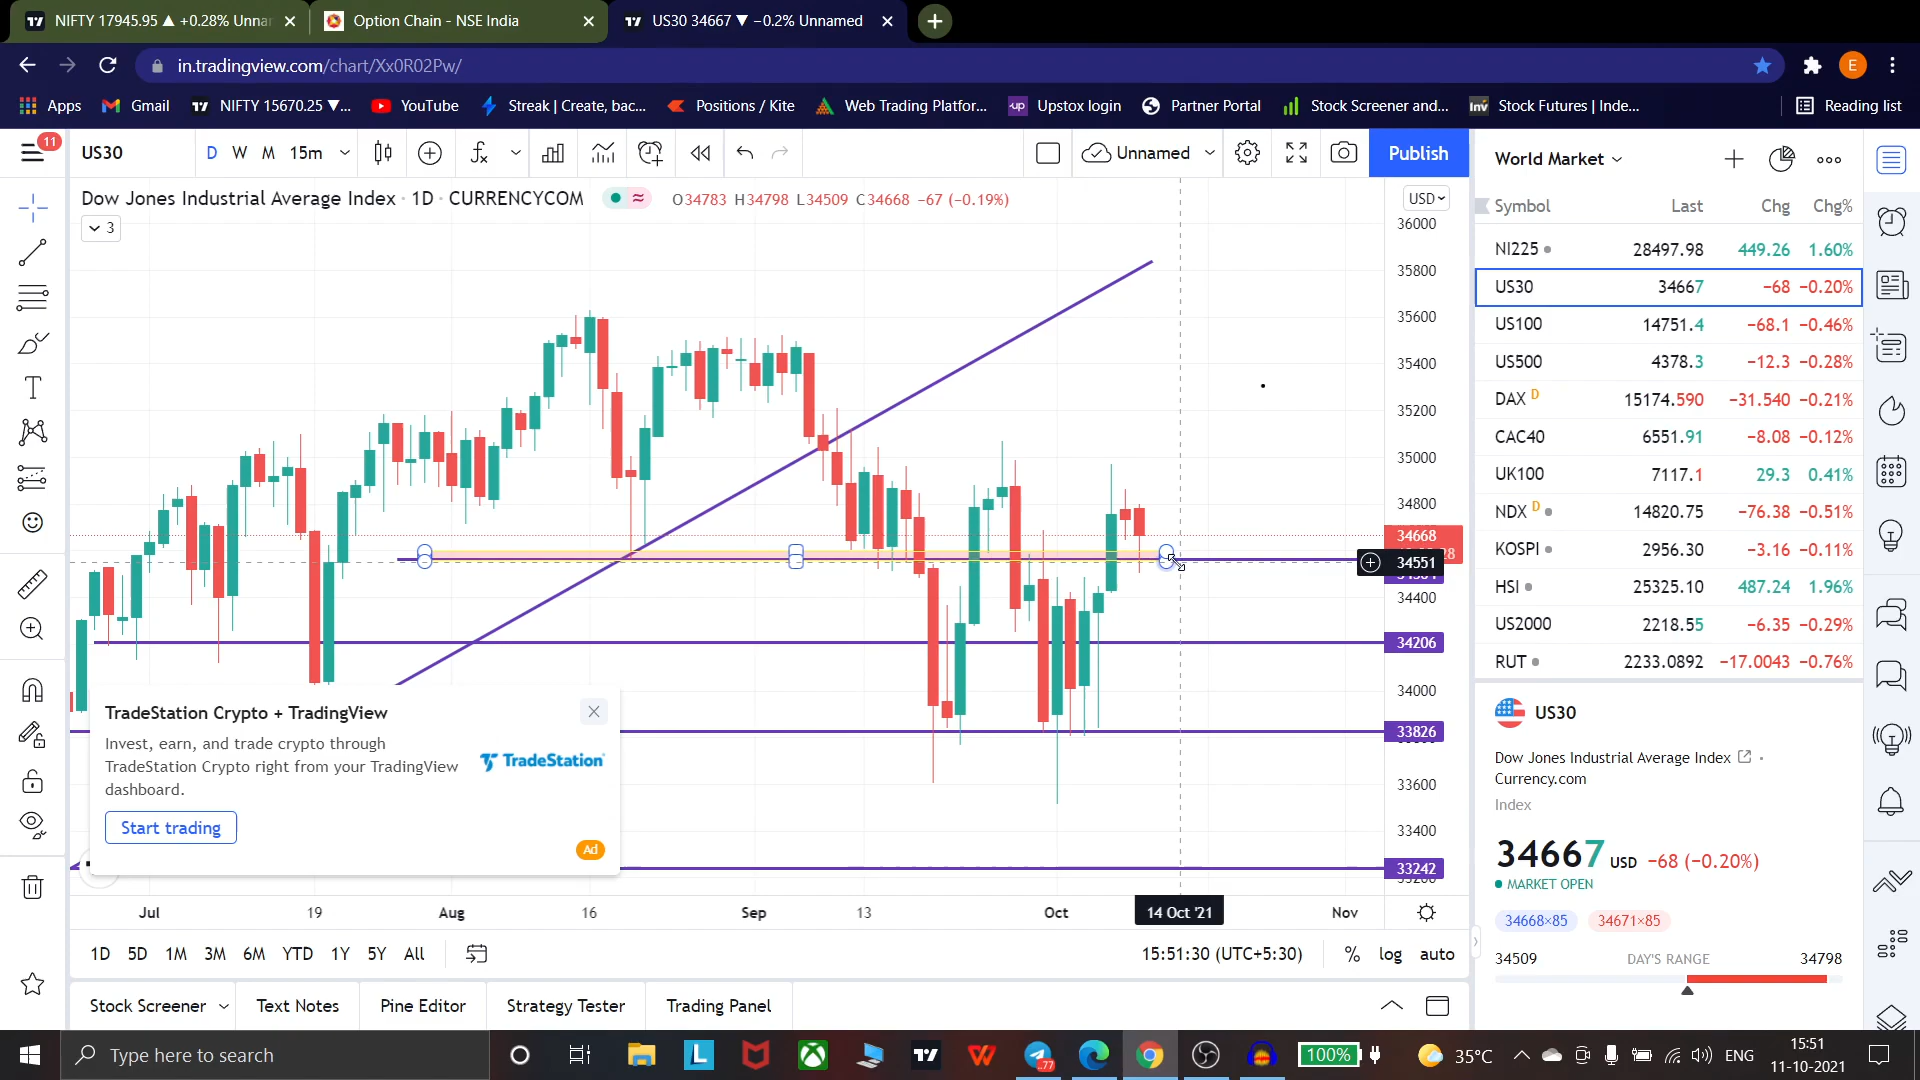 NIFTY 17945.95 ▲ +0.28% Unnar
Option Chain - NSE India
US30 34667 ▼ −0.2% Unnamed
in.tradingview.com/chart/Xx0R02Pw/
E
Apps
Gmail
NIFTY 15670.25 ▼...
YouTube
Streak | Create, bac...
Positions / Kite
Web Trading Platfor...
up
Upstox login
Partner Portal
Stock Screener and...
Inv
Stock Futures | Inde...
Reading list
11
US30
D W M 15m
Unnamed
Publish
Dow Jones Industrial Average Index · 1D · CURRENCYCOM
O34783 H34798 L34509 C34668 −67 (−0.19%)
3
USD
36000
35800
35600
35400
35200
35000
34800
34668
28
34551
34400
34206
34000
33826
33600
33400
33242
TradeStation Crypto + TradingView
Invest, earn, and trade crypto through
TradeStation Crypto right from your TradingView
dashboard.
TradeStation
Start trading
Ad
Jul 19 Aug 16 Sep 13 Oct 14 Oct '21 Nov
1D 5D 1M 3M 6M YTD 1Y 5Y All
15:51:30 (UTC+5:30)
% log auto
Stock Screener
Text Notes
Pine Editor
Strategy Tester
Trading Panel
World Market
Symbol Last Chg Chg%
NI225 28497.98 449.26 1.60%
US30 34667 −68 −0.20%
US100 14751.4 −68.1 −0.46%
US500 4378.3 −12.3 −0.28%
DAX D 15174.590 −31.540 −0.21%
CAC40 6551.91 −8.08 −0.12%
UK100 7117.1 29.3 0.41%
NDX D 14820.75 −76.38 −0.51%
KOSPI 2956.30 −3.16 −0.11%
HSI 25325.10 487.24 1.96%
US2000 2218.55 −6.35 −0.29%
RUT 2233.0892 −17.0043 −0.76%
US30
Dow Jones Industrial Average Index
Currency.com
Index
34667 USD −68 (−0.20%)
MARKET OPEN
34668×85
34671×85
34509 DAY'S RANGE 34798
Type here to search
L
77
100%
35°C
ENG
15:51
11-10-2021